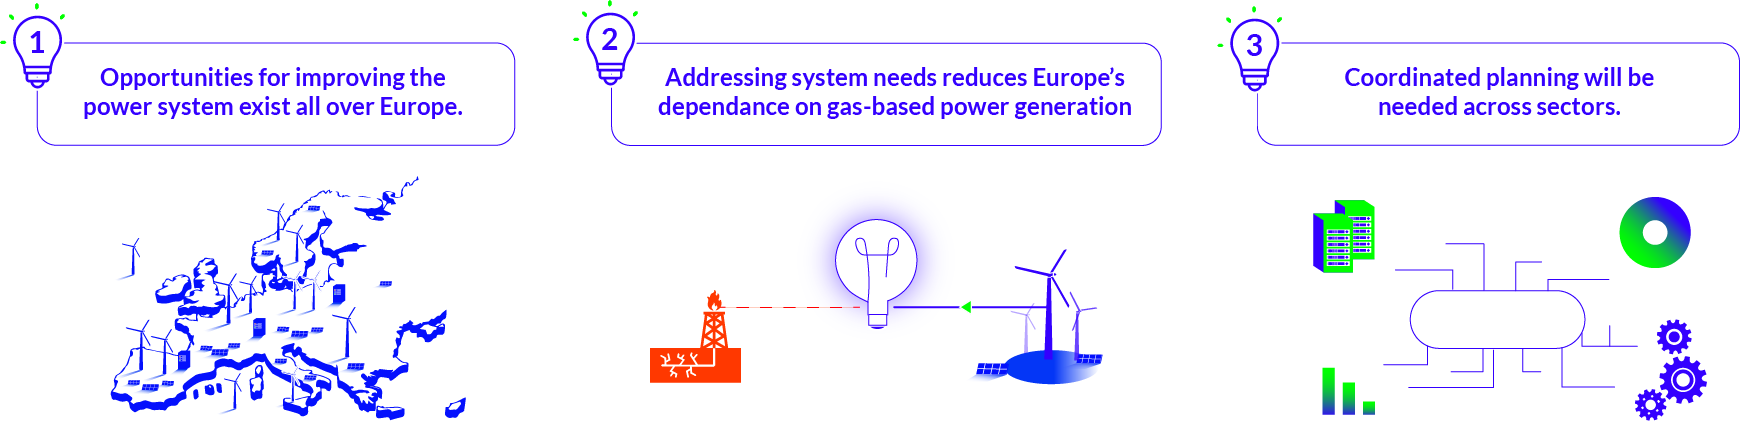 1
Opportunities for improving the
power system exist all over Europe.
2
Addressing system needs reduces Europe’s
dependance on gas-based power generation
3
Coordinated planning will be
needed across sectors.